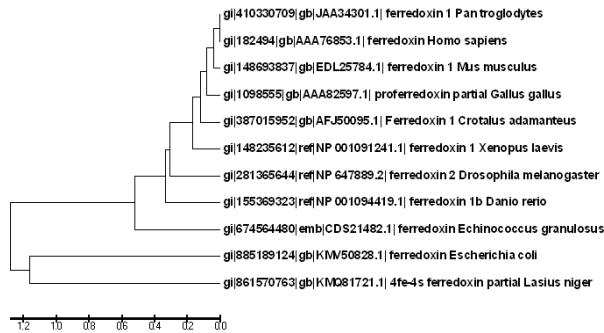 gi|410330709|gb|JAA34301.1| ferredoxin 1 Pan troglodytes
gi|182494|gb|AAA76853.1| ferredoxin Homo sapiens
gi|148693837|gb|EDL25784.1| ferredoxin 1 Mus musculus
gi|1098555|gb|AAA82597.1| proferredoxin partial Gallus gallus
gi|387015952|gb|AFJ50095.1| Ferredoxin 1 Crotalus adamanteus
gi|148235612|ref|NP 001091241.1| ferredoxin 1 Xenopus laevis
gi|281365644|ref|NP 647889.2| ferredoxin 2 Drosophila melanogaster
gi|155369323|ref|NP 001094419.1| ferredoxin 1b Danio rerio
gi|674564480|emb|CDS21482.1| ferredoxin Echinococcus granulosus
gi|885189124|gb|KMV50828.1| ferredoxin Escherichia coli
gi|861570763|gb|KMQ81721.1| 4fe-4s ferredoxin partial Lasius niger
1.2 1.0 0.8 0.6 0.4 0.2 0.0